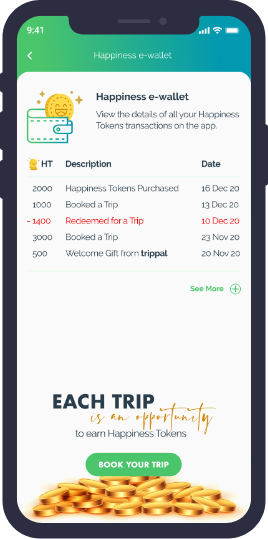 9:41
Happiness e-wallet
Happiness e-wallet
View the details of all your Happiness
Tokens transactions on the app.
HT Description Date
2000 Happiness Tokens Purchased 16 Dec 20
1000 Booked a Trip 13 Dec 20
- 1400 Redeemed for a Trip 10 Dec 20
3000 Booked a Trip 23 Nov 20
500 Welcome Gift from trippal 20 Nov 20
See More
EACH TRIP
is an opportunity
to earn Happiness Tokens
BOOK YOUR TRIP